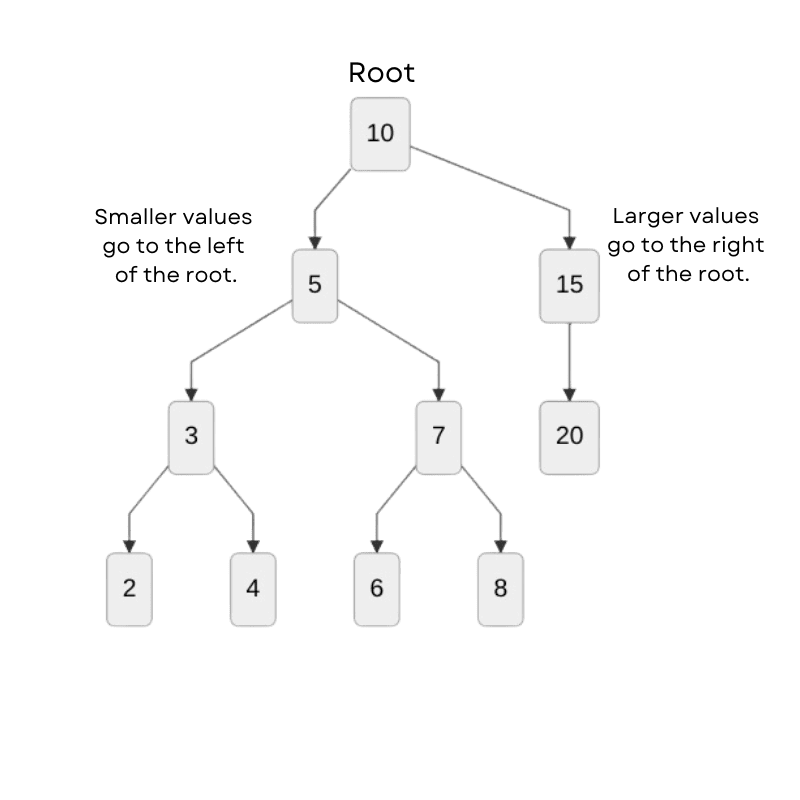 Root
10
Smaller values
go to the left
of the root.
Larger values
go to the right
of the root.
5
15
3
7
20
2
4
6
8